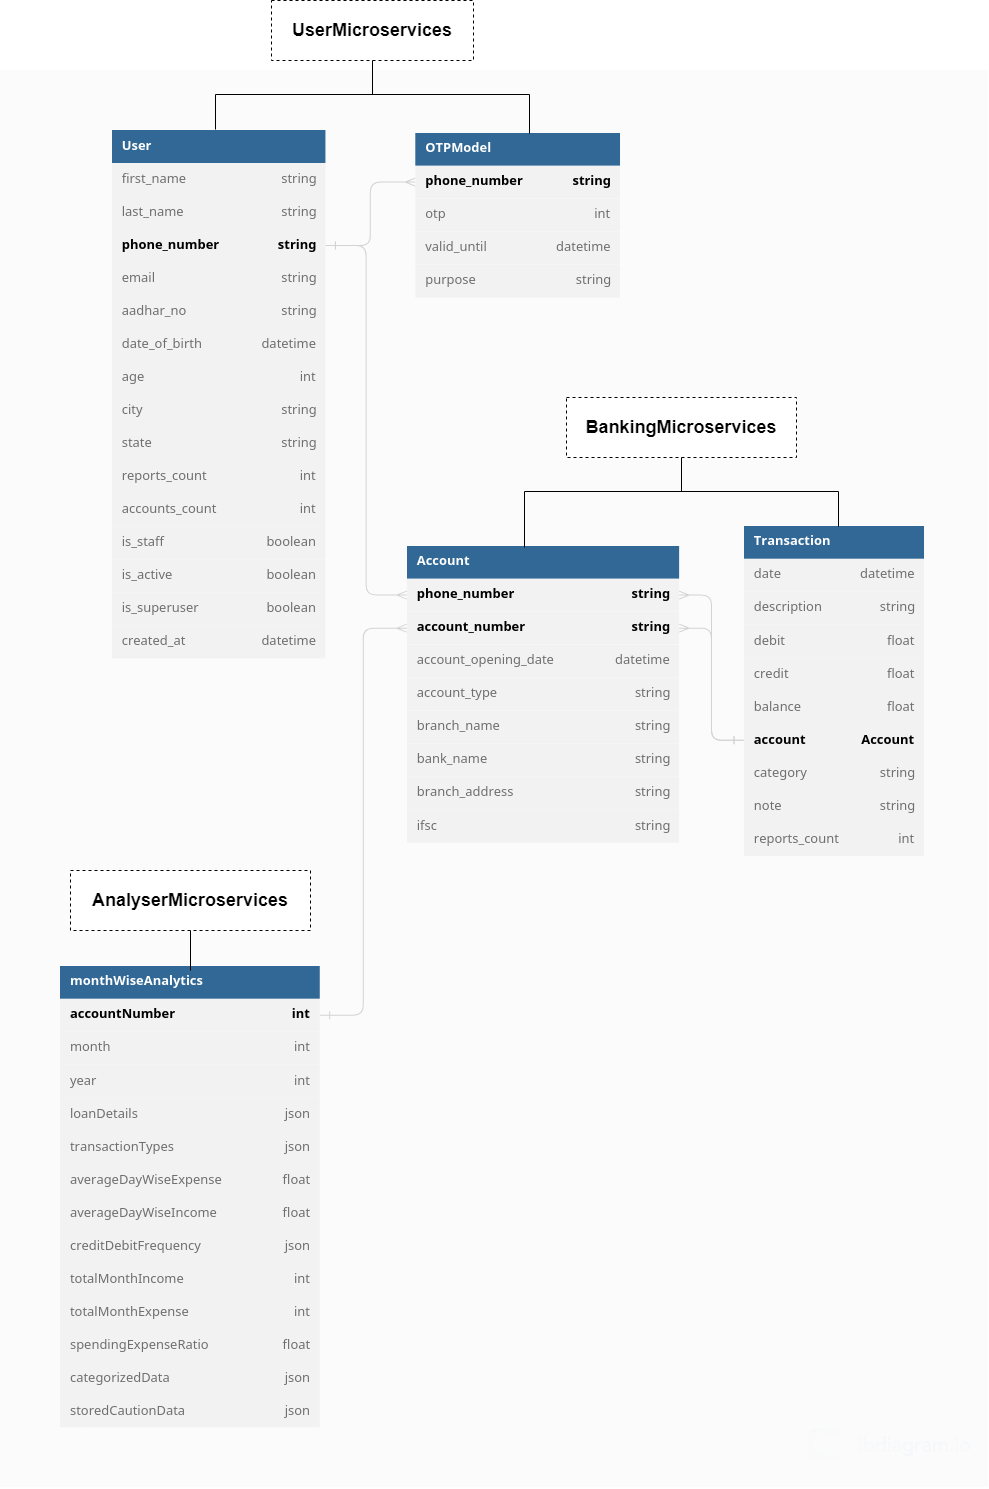 UserMicroservices
User
first_name string
last_name string
phone_number string
email string
aadhar_no string
date_of_birth datetime
age int
city string
state string
reports_count int
accounts_count int
is_staff boolean
is_active boolean
is_superuser boolean
created_at datetime
OTPModel
phone_number string
otp int
valid_until datetime
purpose string
BankingMicroservices
Account
phone_number string
account_number string
account_opening_date datetime
account_type string
branch_name string
bank_name string
branch_address string
ifsc string
Transaction
date datetime
description string
debit float
credit float
balance float
account Account
category string
note string
reports_count int
AnalyserMicroservices
monthWiseAnalytics
accountNumber int
month int
year int
loanDetails json
transactionTypes json
averageDayWiseExpense float
averageDayWiseIncome float
creditDebitFrequency json
totalMonthIncome int
totalMonthExpense int
spendingExpenseRatio float
categorizedData json
storedCautionData json